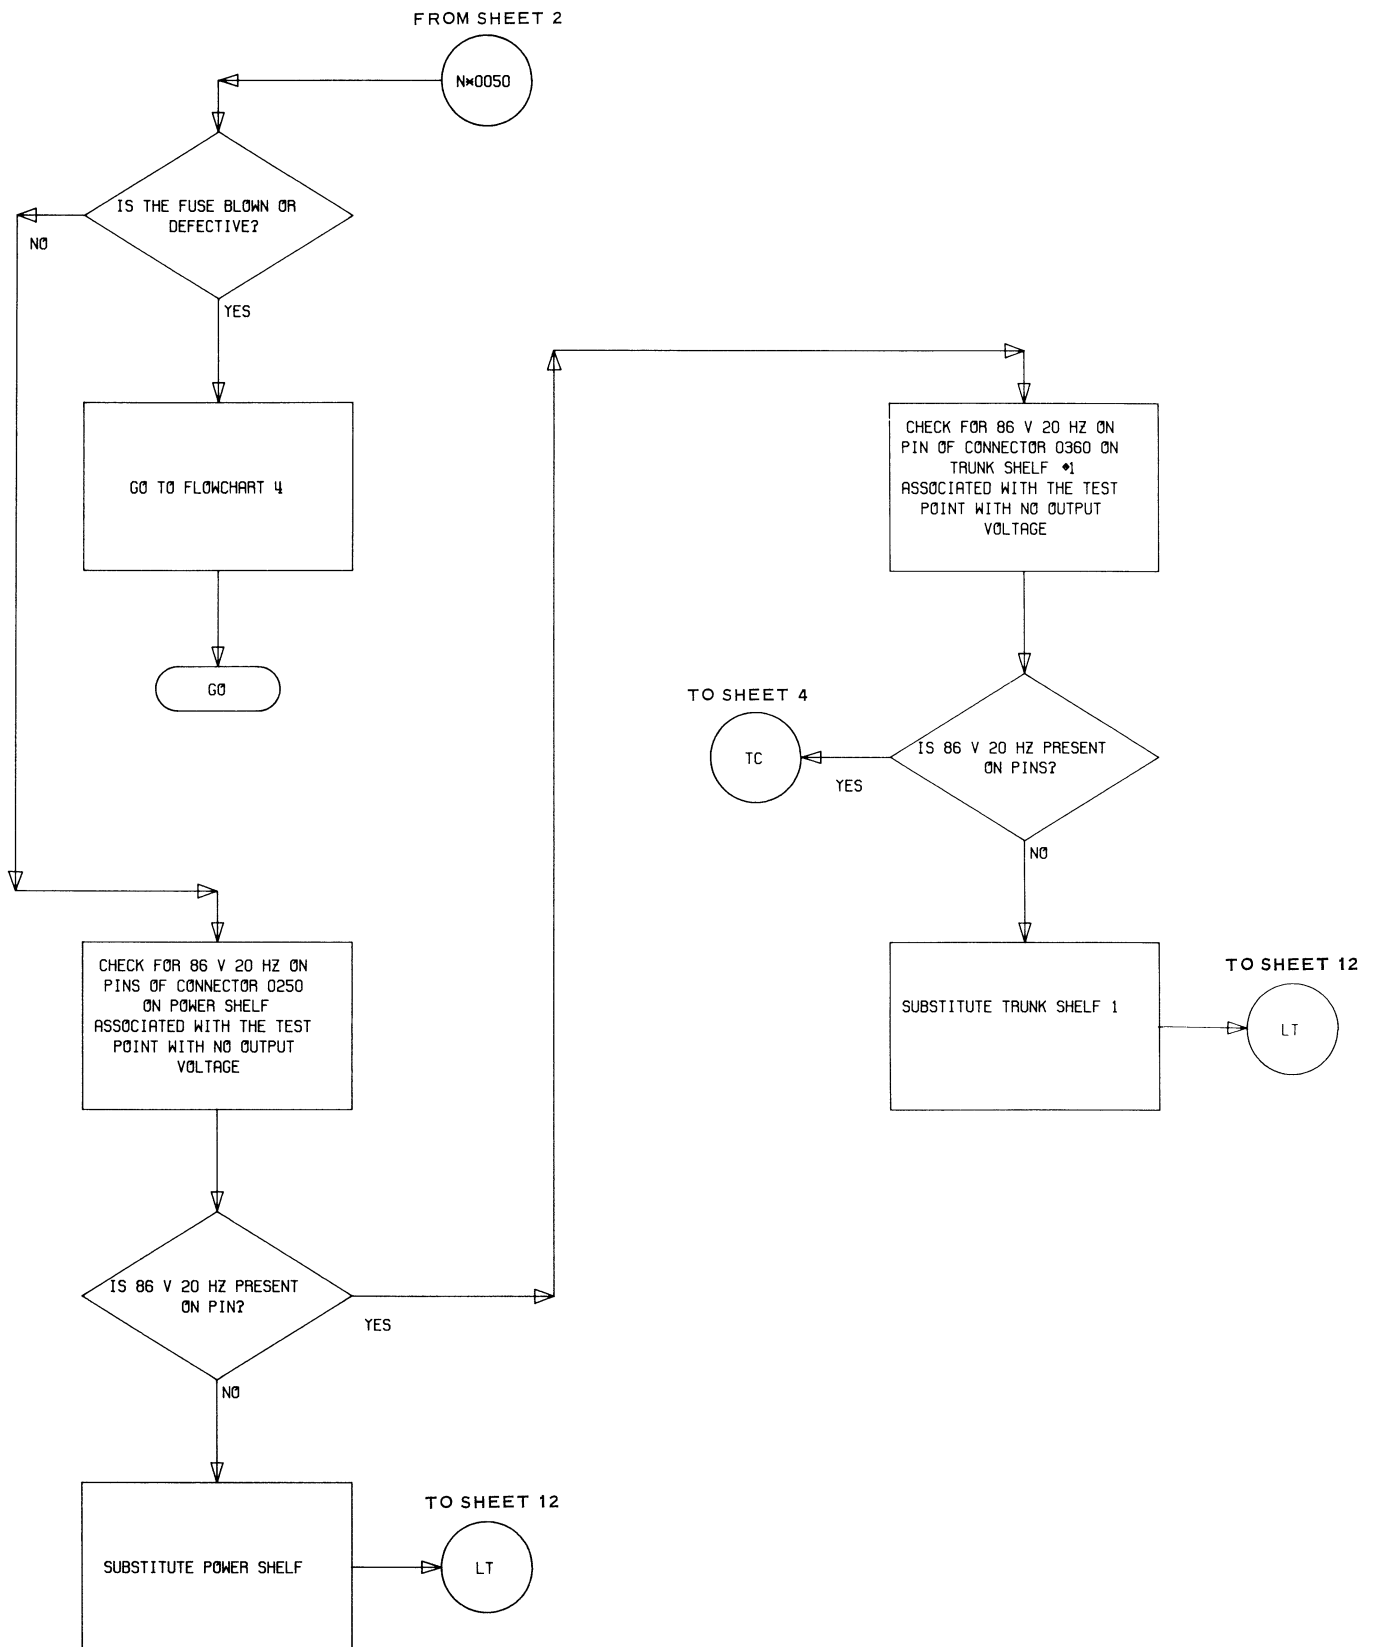 FROM SHEET 2
N*0050
IS THE FUSE BLOWN OR
DEFECTIVE?
NO
YES
GO TO FLOWCHART 4
GO
CHECK FOR 86 V 20 HZ ON
PINS OF CONNECTOR 0250
ON POWER SHELF
ASSOCIATED WITH THE TEST
POINT WITH NO OUTPUT
VOLTAGE
IS 86 V 20 HZ PRESENT
ON PIN?
YES
NO
SUBSTITUTE POWER SHELF
TO SHEET 12
LT
CHECK FOR 86 V 20 HZ ON
PIN OF CONNECTOR 0360 ON
TRUNK SHELF #1
ASSOCIATED WITH THE TEST
POINT WITH NO OUTPUT
VOLTAGE
IS 86 V 20 HZ PRESENT
ON PINS?
TO SHEET 4
TC
YES
NO
SUBSTITUTE TRUNK SHELF 1
TO SHEET 12
LT